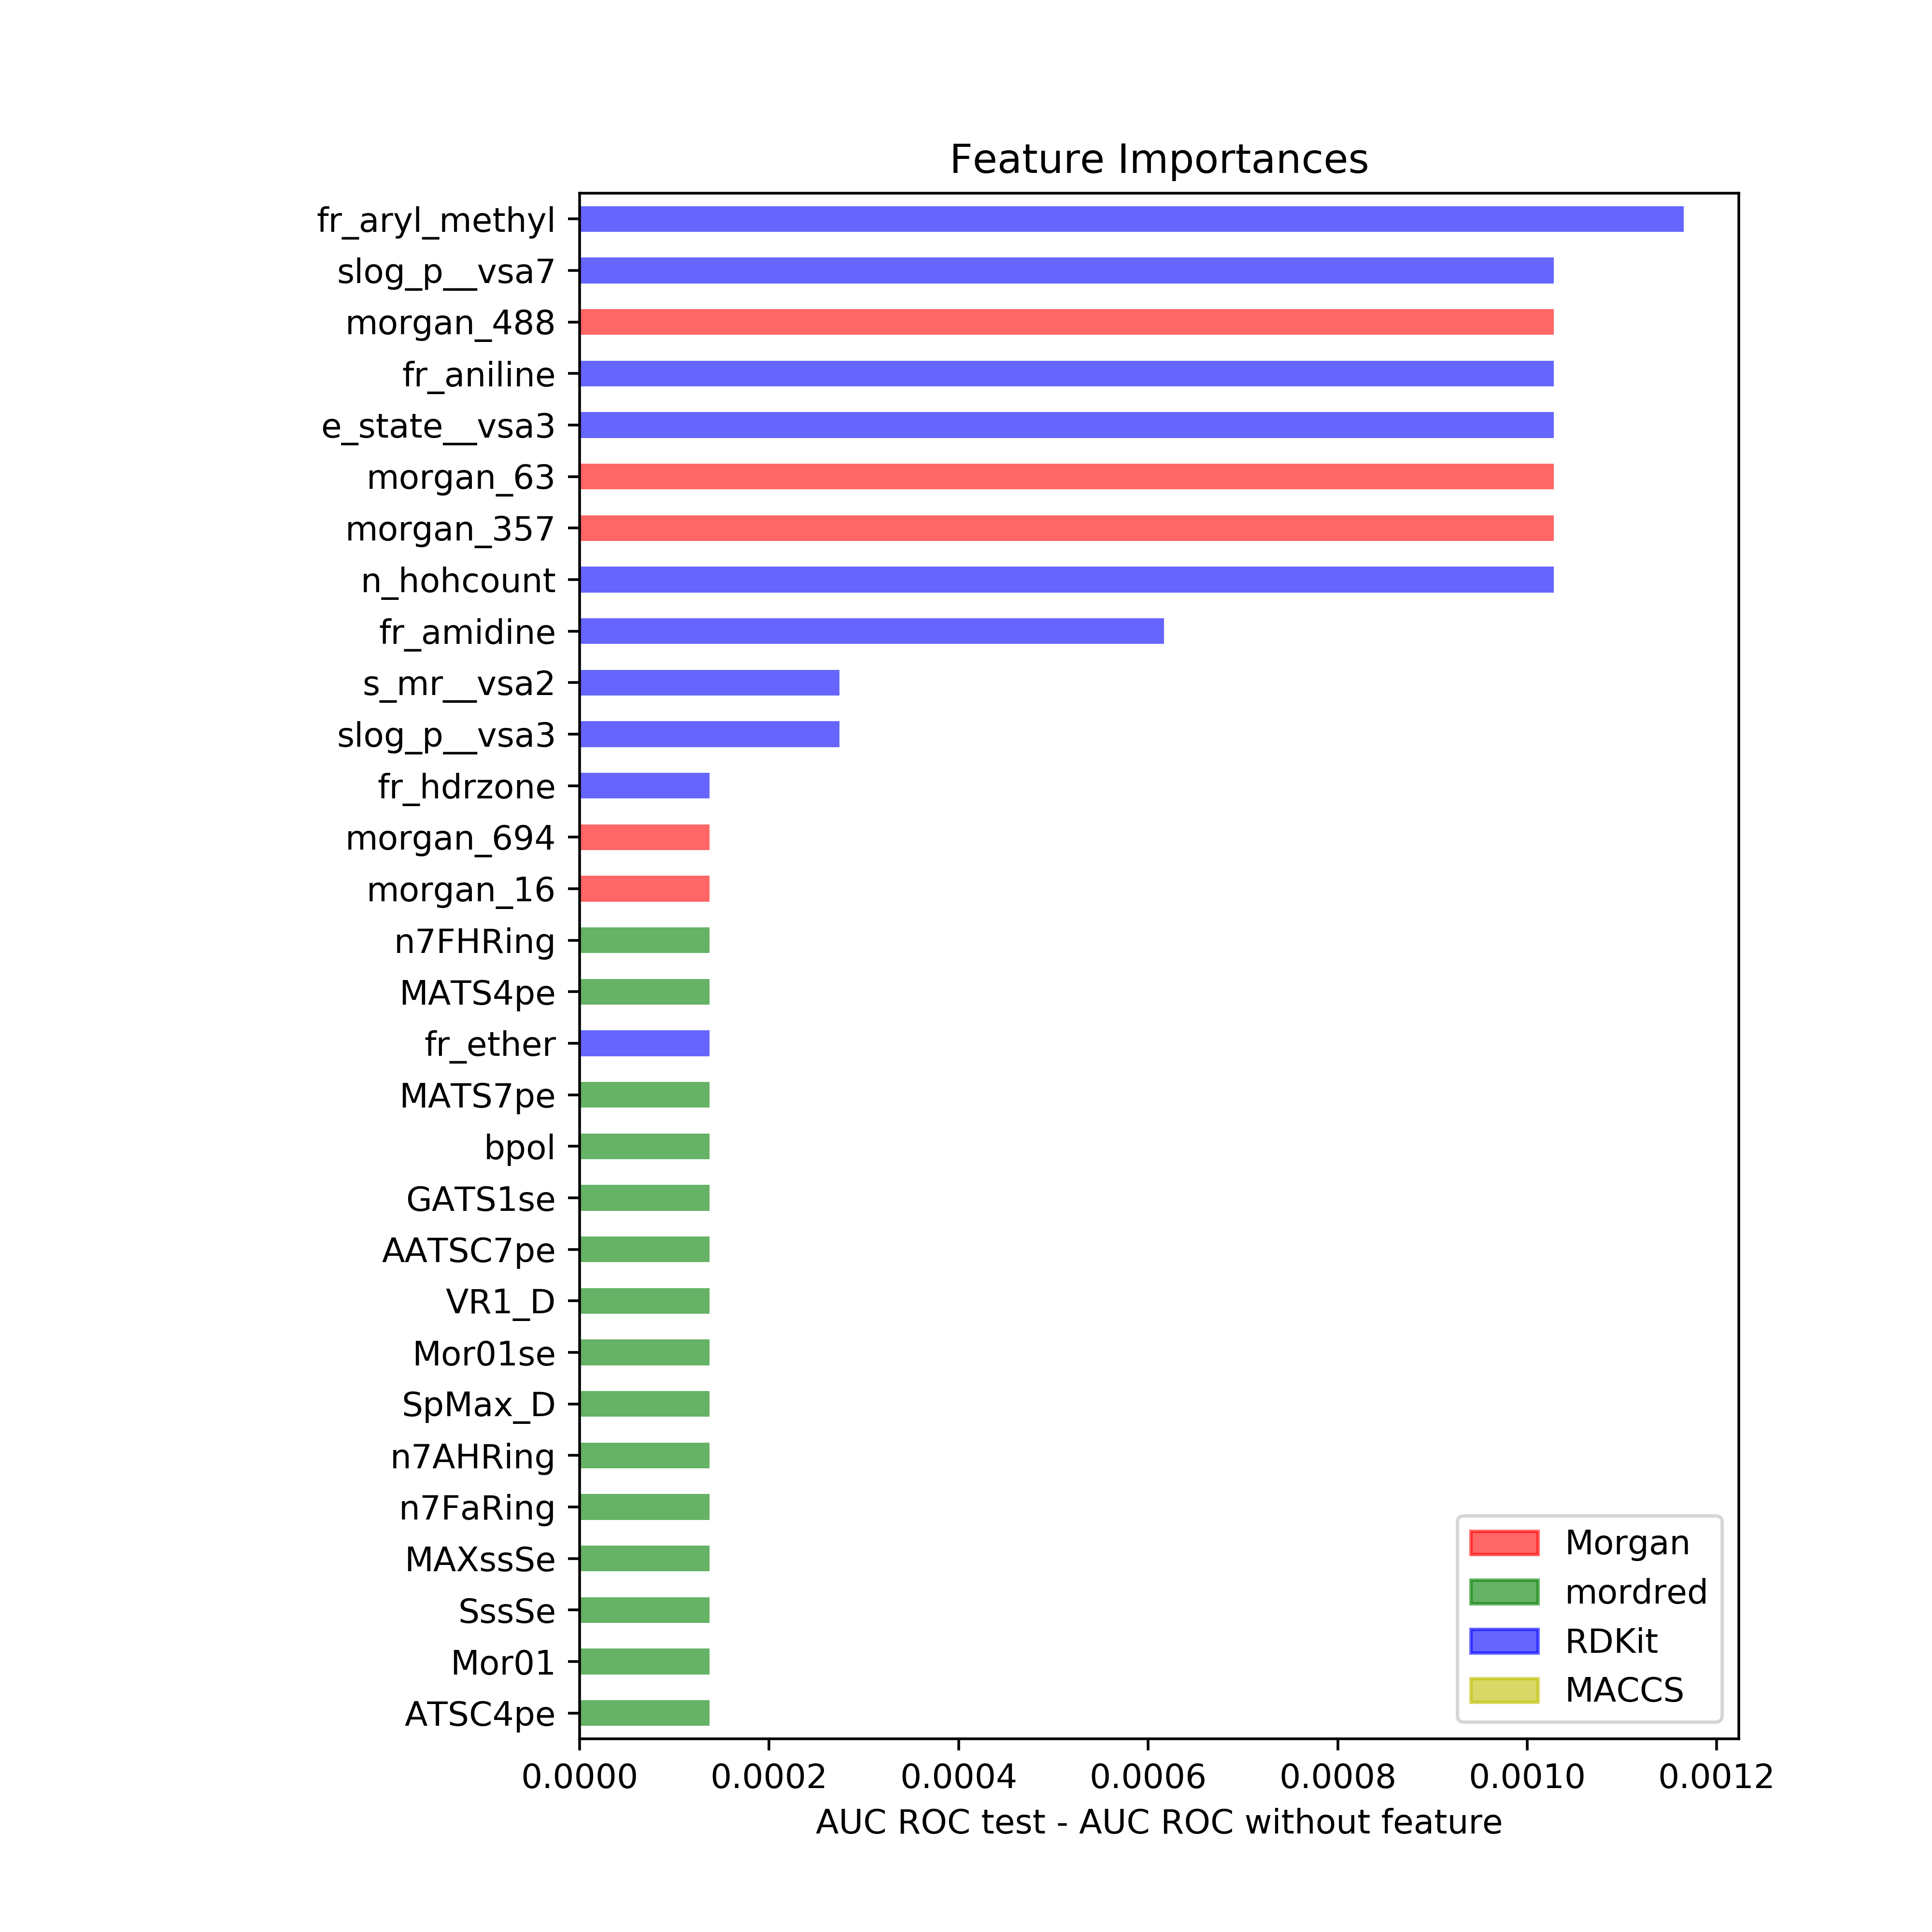 Feature Importances
fr_aryl_methyl
slog_p__vsa7
morgan_488
fr_aniline
e_state__vsa3
morgan_63
morgan_357
n_hohcount
fr_amidine
s_mr__vsa2
slog_p__vsa3
fr_hdrzone
morgan_694
morgan_16
n7FHRing
MATS4pe
fr_ether
MATS7pe
bpol
GATS1se
AATSC7pe
VR1_D
Mor01se
SpMax_D
n7AHRing
n7FaRing
MAXssSe
SssSe
Mor01
ATSC4pe
Morgan
mordred
RDKit
MACCS
0.0000 0.0002 0.0004 0.0006 0.0008 0.0010 0.0012
AUC ROC test - AUC ROC without feature